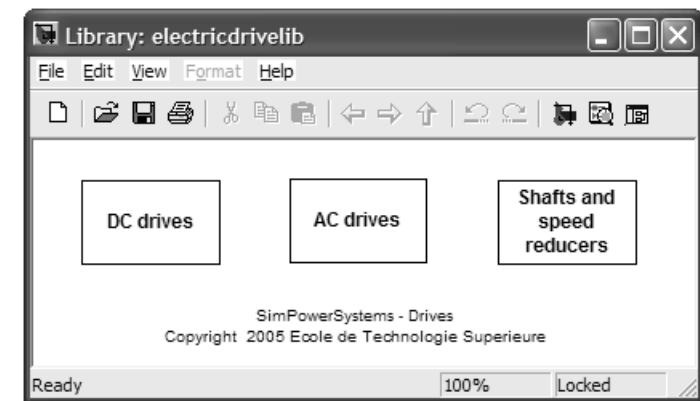 Library: electricdrivelib
File Edit View Format Help
DC drives
AC drives
Shafts and
speed
reducers
SimPowerSystems - Drives
Copyright 2005 Ecole de Technologie Superieure
Ready 100% Locked